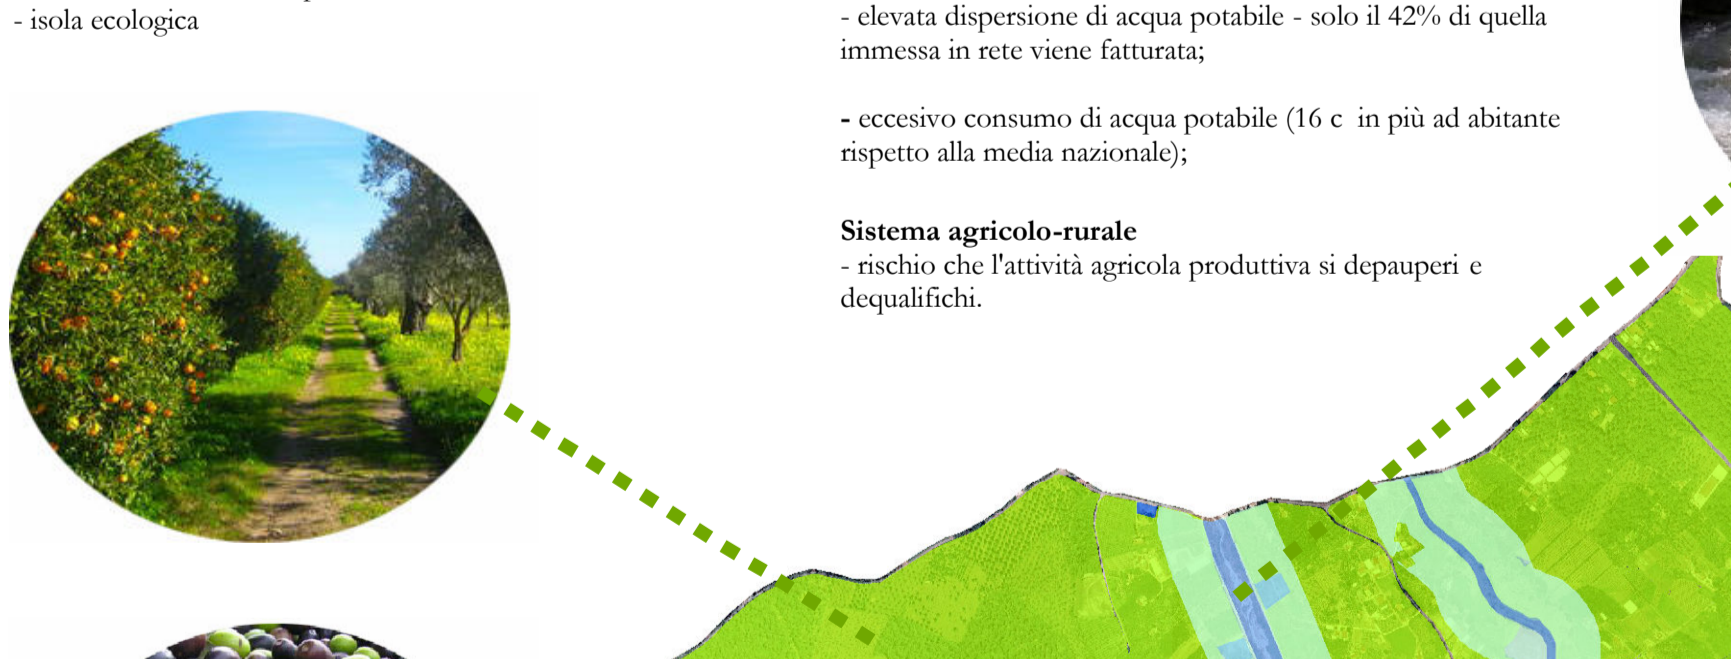 - isola ecologica
- elevata dispersione di acqua potabile - solo il 42% di quella
immessa in rete viene fatturata;
- eccesivo consumo di acqua potabile (16 c in più ad abitante
rispetto alla media nazionale);
Sistema agricolo-rurale
- rischio che l'attività agricola produttiva si depauperi e
dequalifichi.